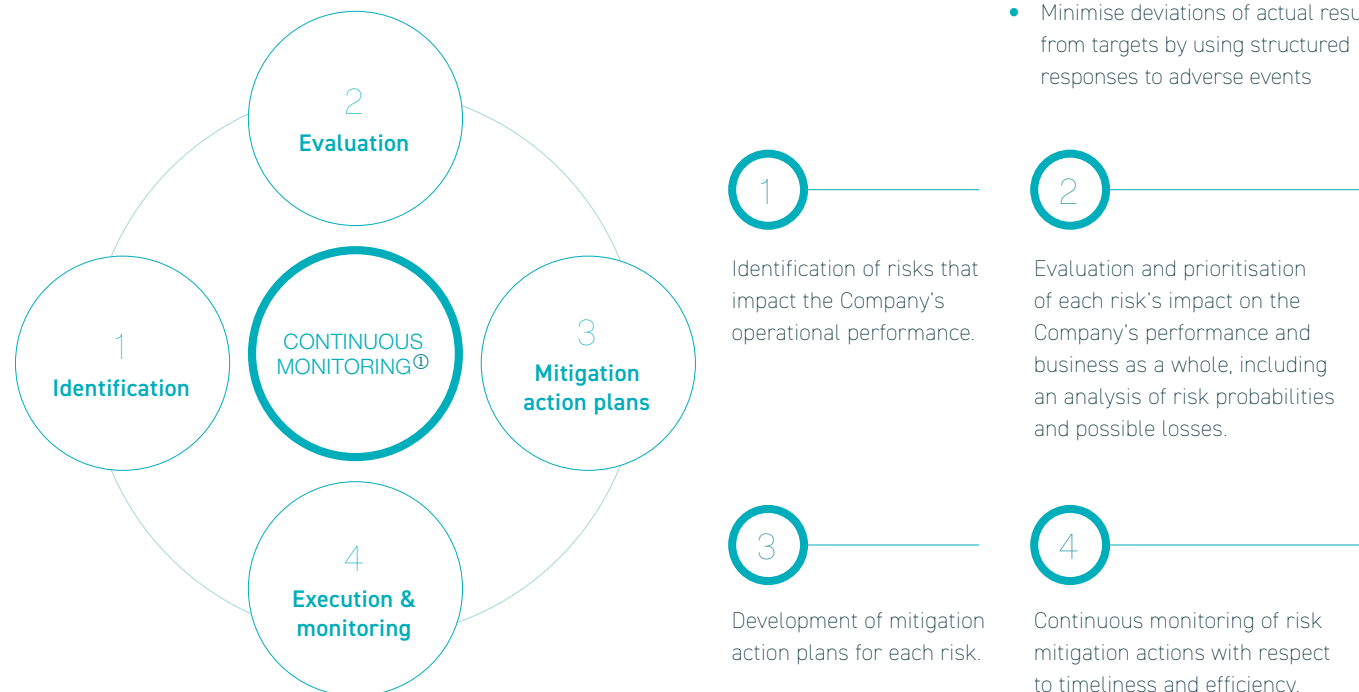 • Minimise deviations of actual
from targets by using structured
responses to adverse events
2
Evaluation
1
Identification
CONTINUOUS
MONITORING①
3
Mitigation
action plans
4
Execution &
monitoring
1
Identification of risks that
impact the Company's
operational performance.
2
Evaluation and prioritisation
of each risk's impact on the
Company's performance and
business as a whole, including
an analysis of risk probabilities
and possible losses.
3
Development of mitigation
action plans for each risk.
4
Continuous monitoring of risk
mitigation actions with respect
to timeliness and efficiency.